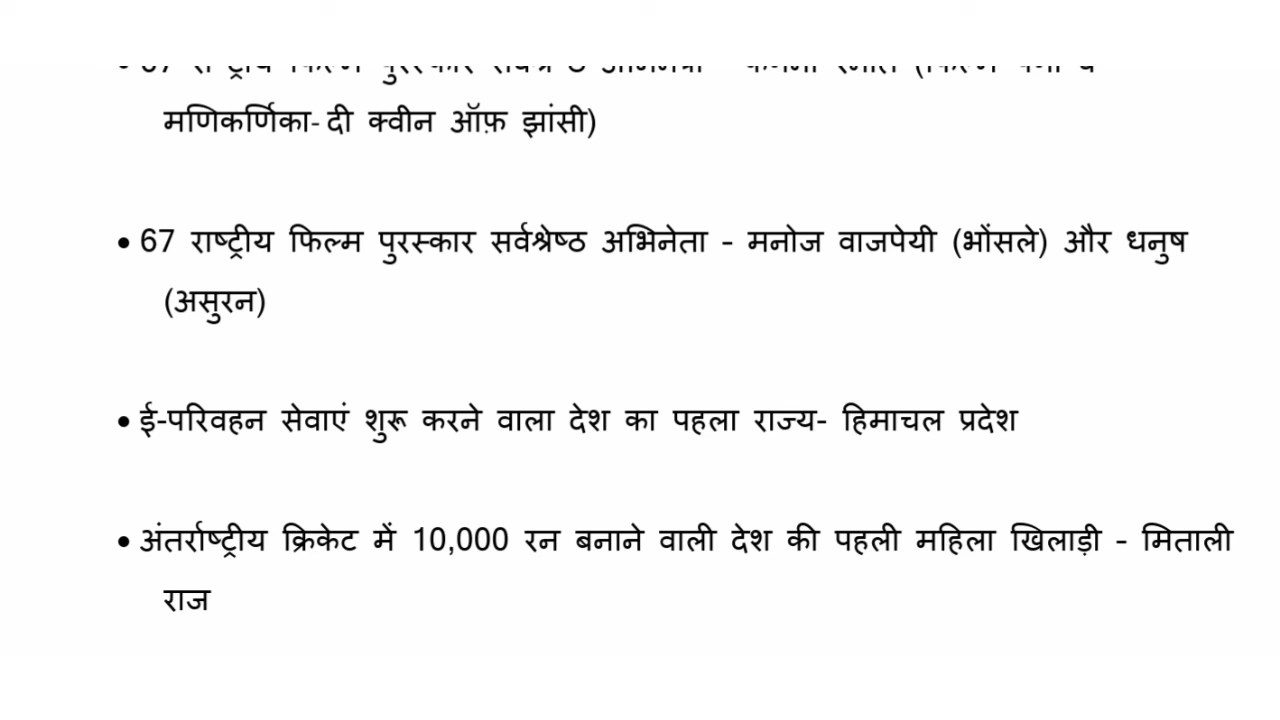 मणिकर्णिका- दी क्वीन ऑफ़ झांसी)
• 67 राष्ट्रीय फिल्म पुरस्कार सर्वश्रेष्ठ अभिनेता – मनोज वाजपेयी (भोंसले) और धनुष
(असुरन)
• ई-परिवहन सेवाएं शुरू करने वाला देश का पहला राज्य- हिमाचल प्रदेश
• अंतर्राष्ट्रीय क्रिकेट में 10,000 रन बनाने वाली देश की पहली महिला खिलाड़ी – मिताली
राज